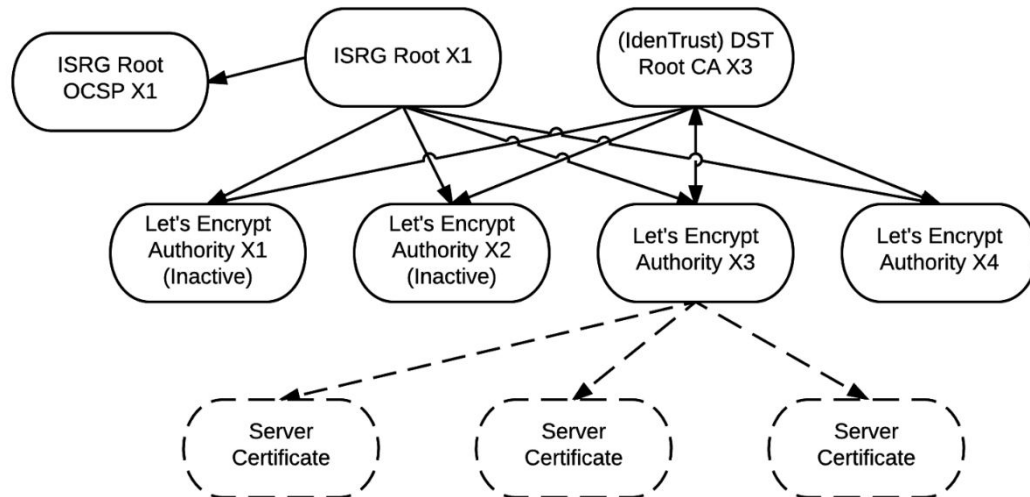 ISRG Root
OCSP X1
ISRG Root X1
(IdenTrust) DST
Root CA X3
Let's Encrypt
Authority X1
(Inactive)
Let's Encrypt
Authority X2
(Inactive)
Let's Encrypt
Authority X3
Let's Encrypt
Authority X4
Server
Certificate
Server
Certificate
Server
Certificate